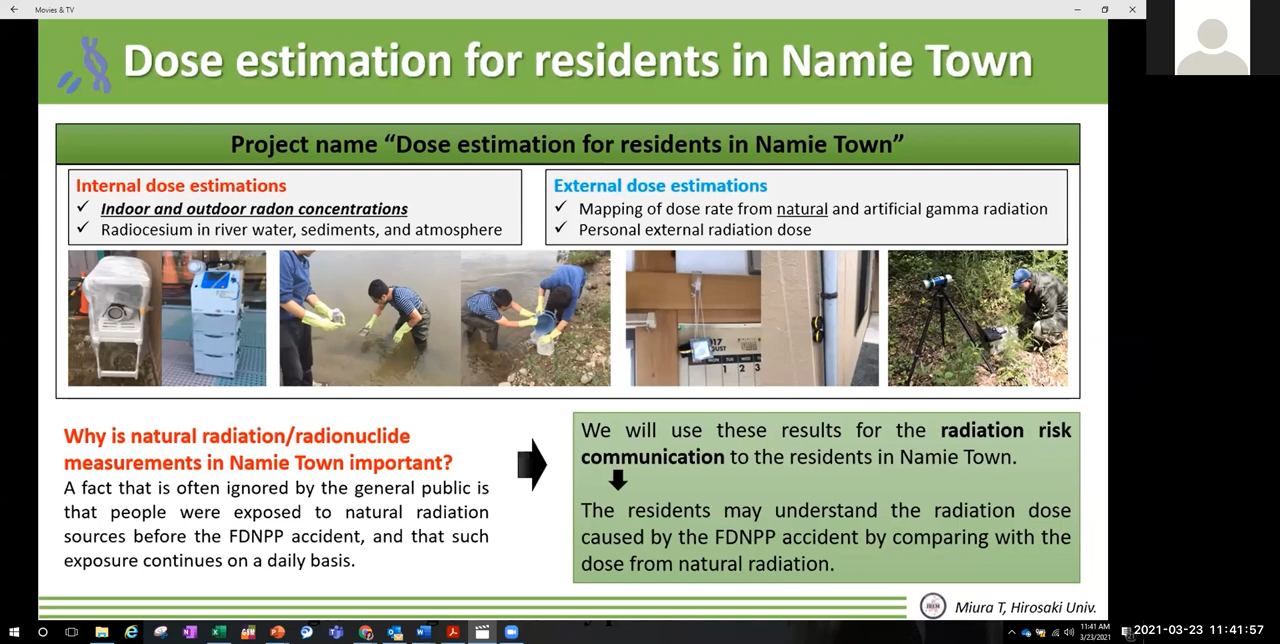 Movies & TV
Dose estimation for residents in Namie Town
Project name “Dose estimation for residents in Namie Town”
Internal dose estimations
✓ Indoor and outdoor radon concentrations
✓ Radiocesium in river water, sediments, and atmosphere
External dose estimations
✓ Mapping of dose rate from natural and artificial gamma radiation
✓ Personal external radiation dose
Why is natural radiation/radionuclide
measurements in Namie Town important?
A fact that is often ignored by the general public is
that people were exposed to natural radiation
sources before the FDNPP accident, and that such
exposure continues on a daily basis.
We will use these results for the radiation risk
communication to the residents in Namie Town.
The residents may understand the radiation dose
caused by the FDNPP accident by comparing with the
dose from natural radiation.
Miura T, Hirosaki Univ.
11:41 AM
3/23/2021
2021-03-23 11:41:57